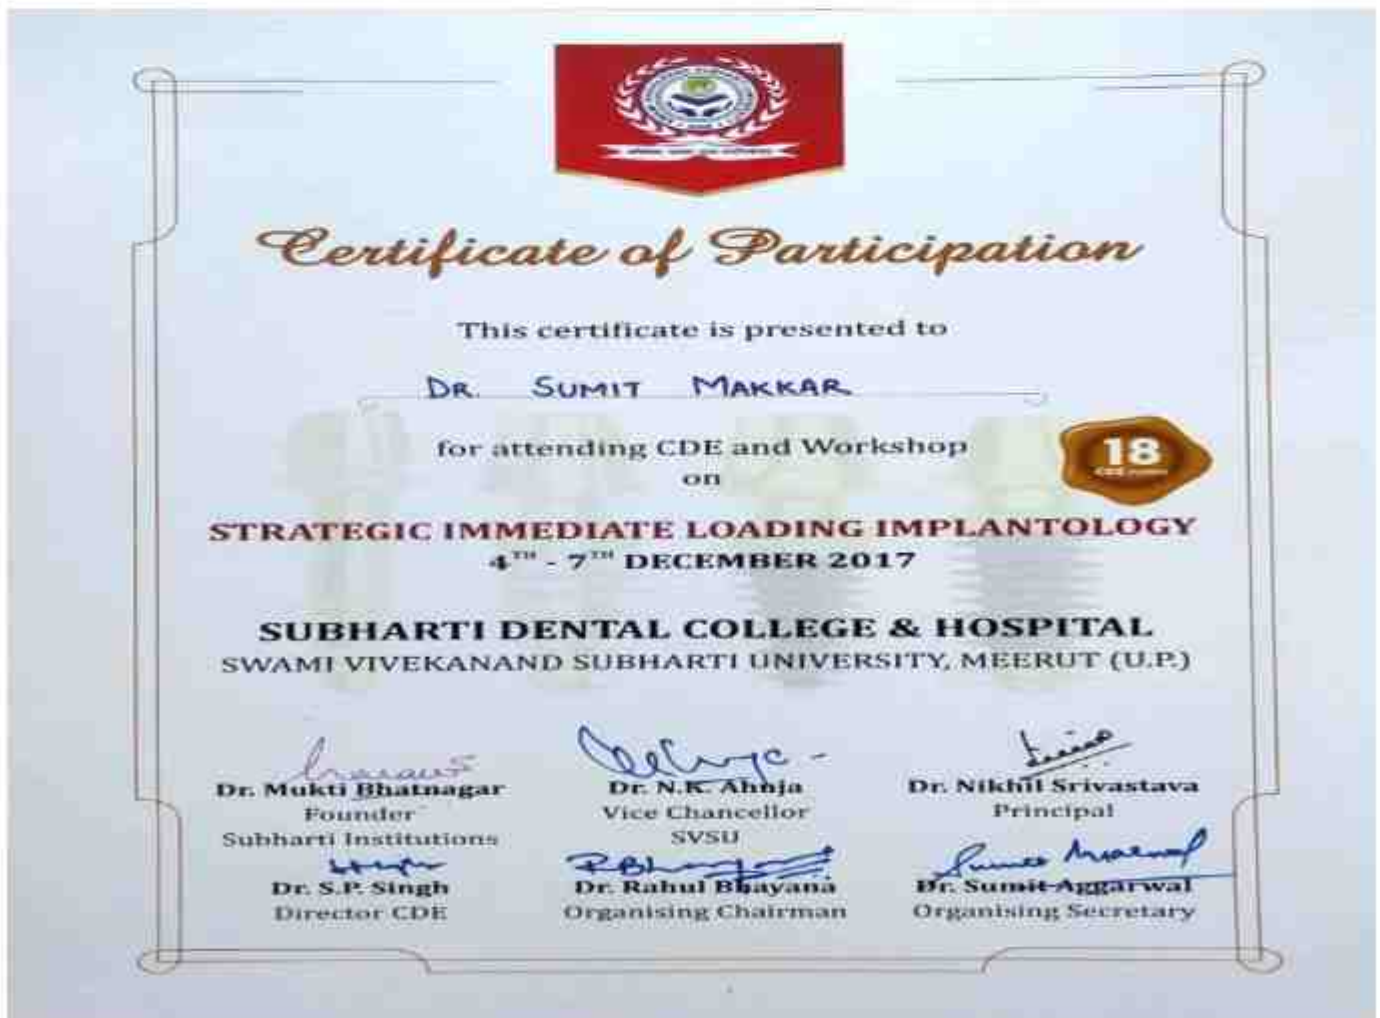 Certificate of Participation
This certificate is presented to
DR. SUMIT MAKKAR
for attending CDE and Workshop
on
18
STRATEGIC IMMEDIATE LOADING IMPLANTOLOGY
4TH - 7TH DECEMBER 2017
SUBHARTI DENTAL COLLEGE & HOSPITAL
SWAMI VIVEKANAND SUBHARTI UNIVERSITY, MEERUT (U.P.)
Dr. Mukti Bhatnagar
Founder
Subharti Institutions
Dr. N.K. Ahuja
Vice Chancellor
SVSU
Dr. Nikhil Srivastava
Principal
Dr. S.P. Singh
Director CDE
Dr. Rahul Bhayana
Organising Chairman
Dr. Sumit Aggarwal
Organising Secretary